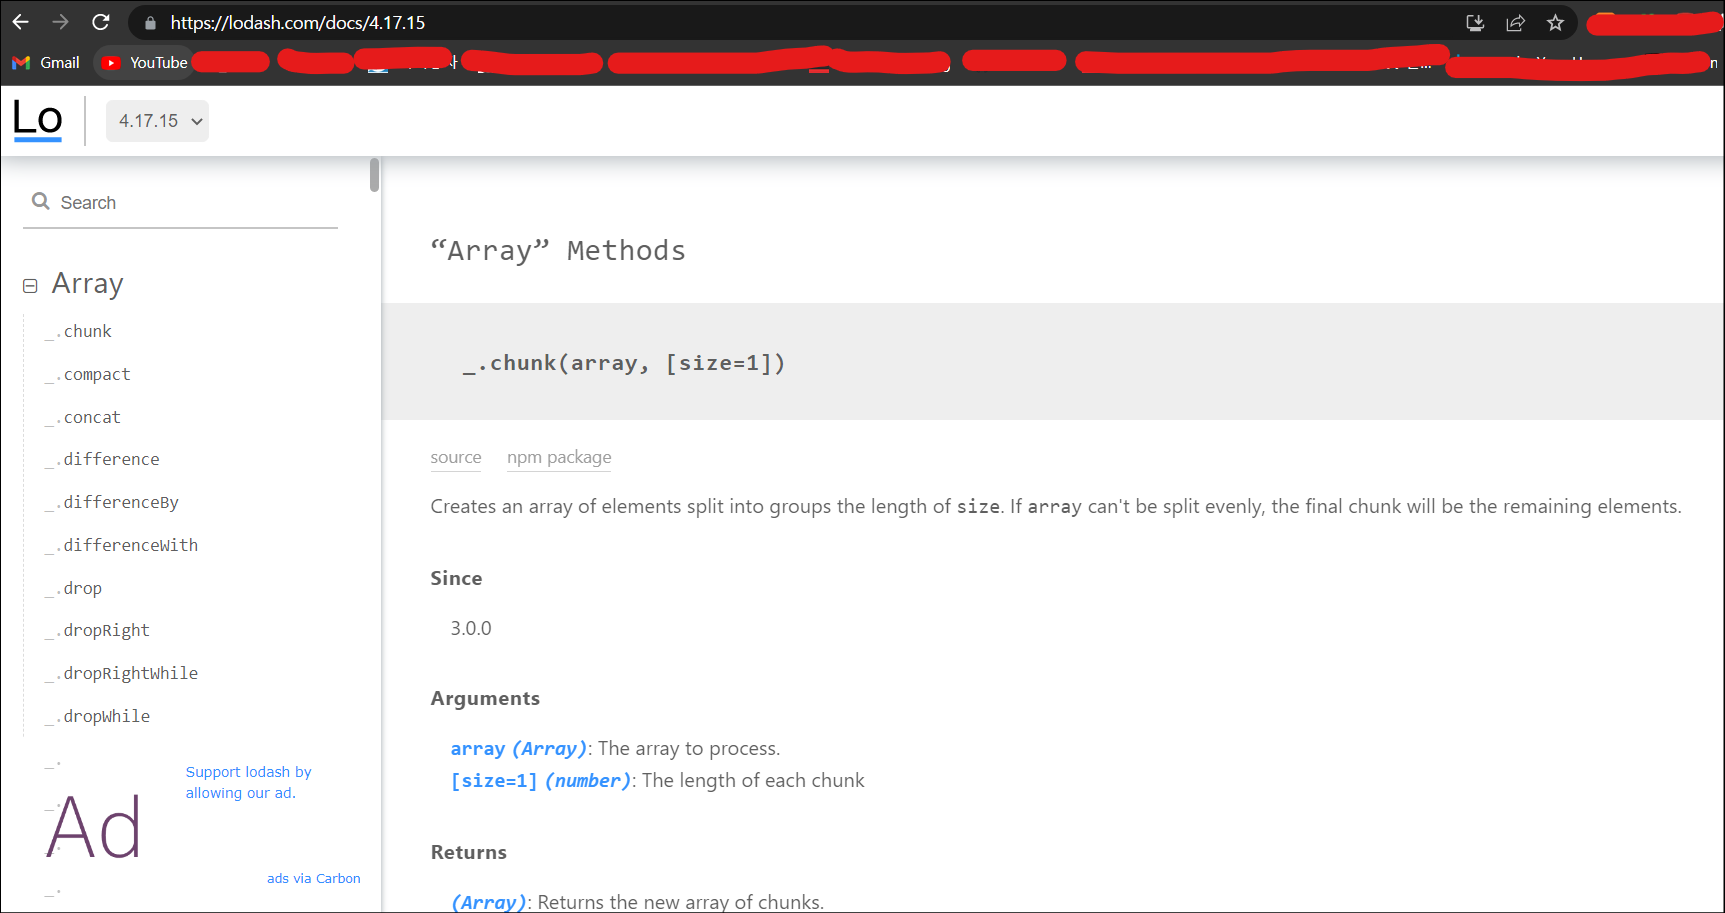 https://lodash.com/docs/4.17.15
Gmail
YouTube
Lo
4.17.15
Search
Array
_.chunk
_.compact
_.concat
_.difference
_.differenceBy
_.differenceWith
_.drop
_.dropRight
_.dropRightWhile
_.dropWhile
_.
_.
_.
_.
Ad
Support lodash by
allowing our ad.
ads via Carbon
“Array” Methods
_.chunk(array, [size=1])
source npm package
Creates an array of elements split into groups the length of size. If array can't be split evenly, the final chunk will be the remaining elements.
Since
3.0.0
Arguments
array (Array): The array to process.
[size=1] (number): The length of each chunk
Returns
(Array): Returns the new array of chunks.